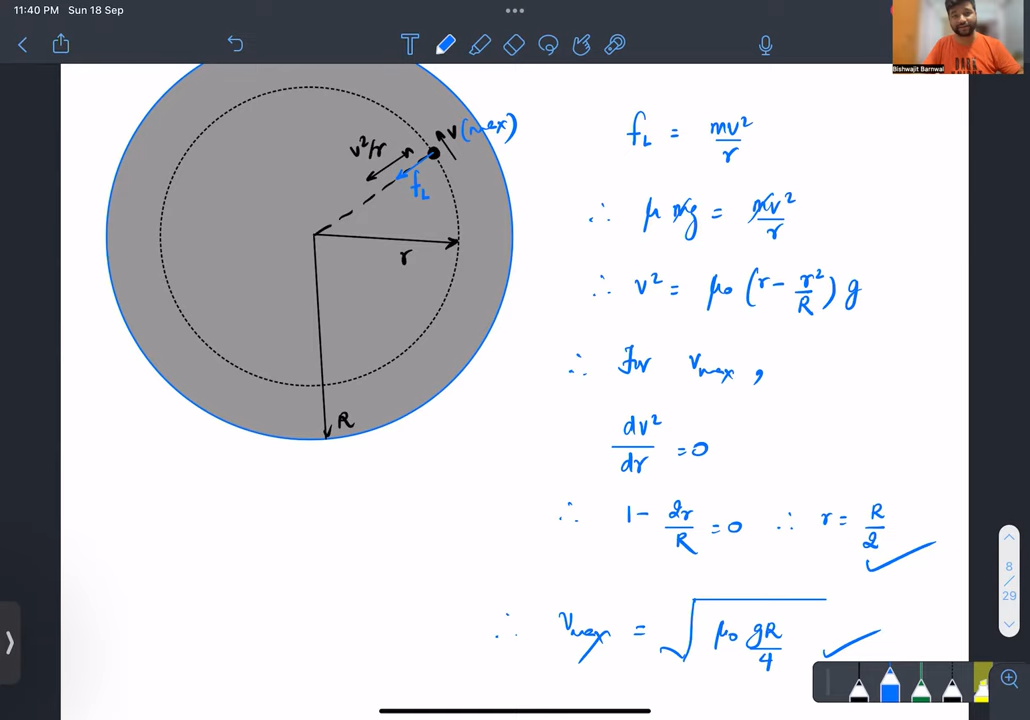 11:40 PM Sun 18 Sep
Bishwajit Barnwal
v (max)
v²/r
f_L
r
R
f_L = mv²/r
∴ μ mg = mv²/r
∴ v² = μ₀ (r - r²/R) g
∴ For v_max,
dv²/dr = 0
∴ 1 - 2r/R = 0 ∴ r = R/2
∴ v_max = √(μ₀ gR/4)
8
/
29